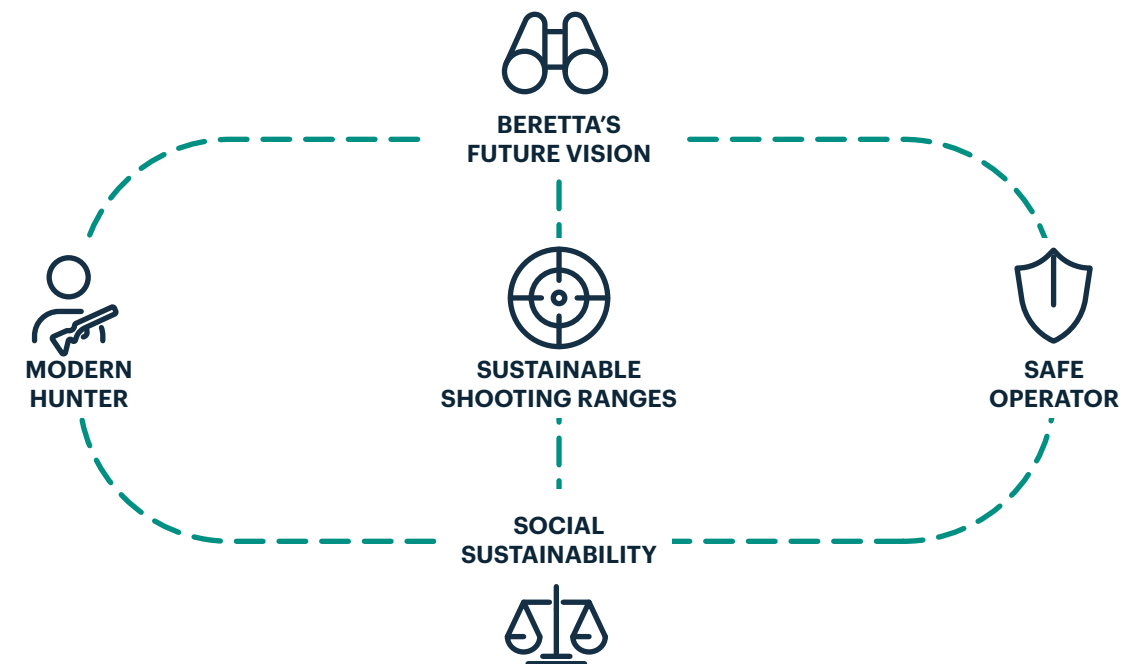 BERETTA’S
FUTURE VISION
MODERN
HUNTER
SUSTAINABLE
SHOOTING RANGES
SAFE
OPERATOR
SOCIAL
SUSTAINABILITY